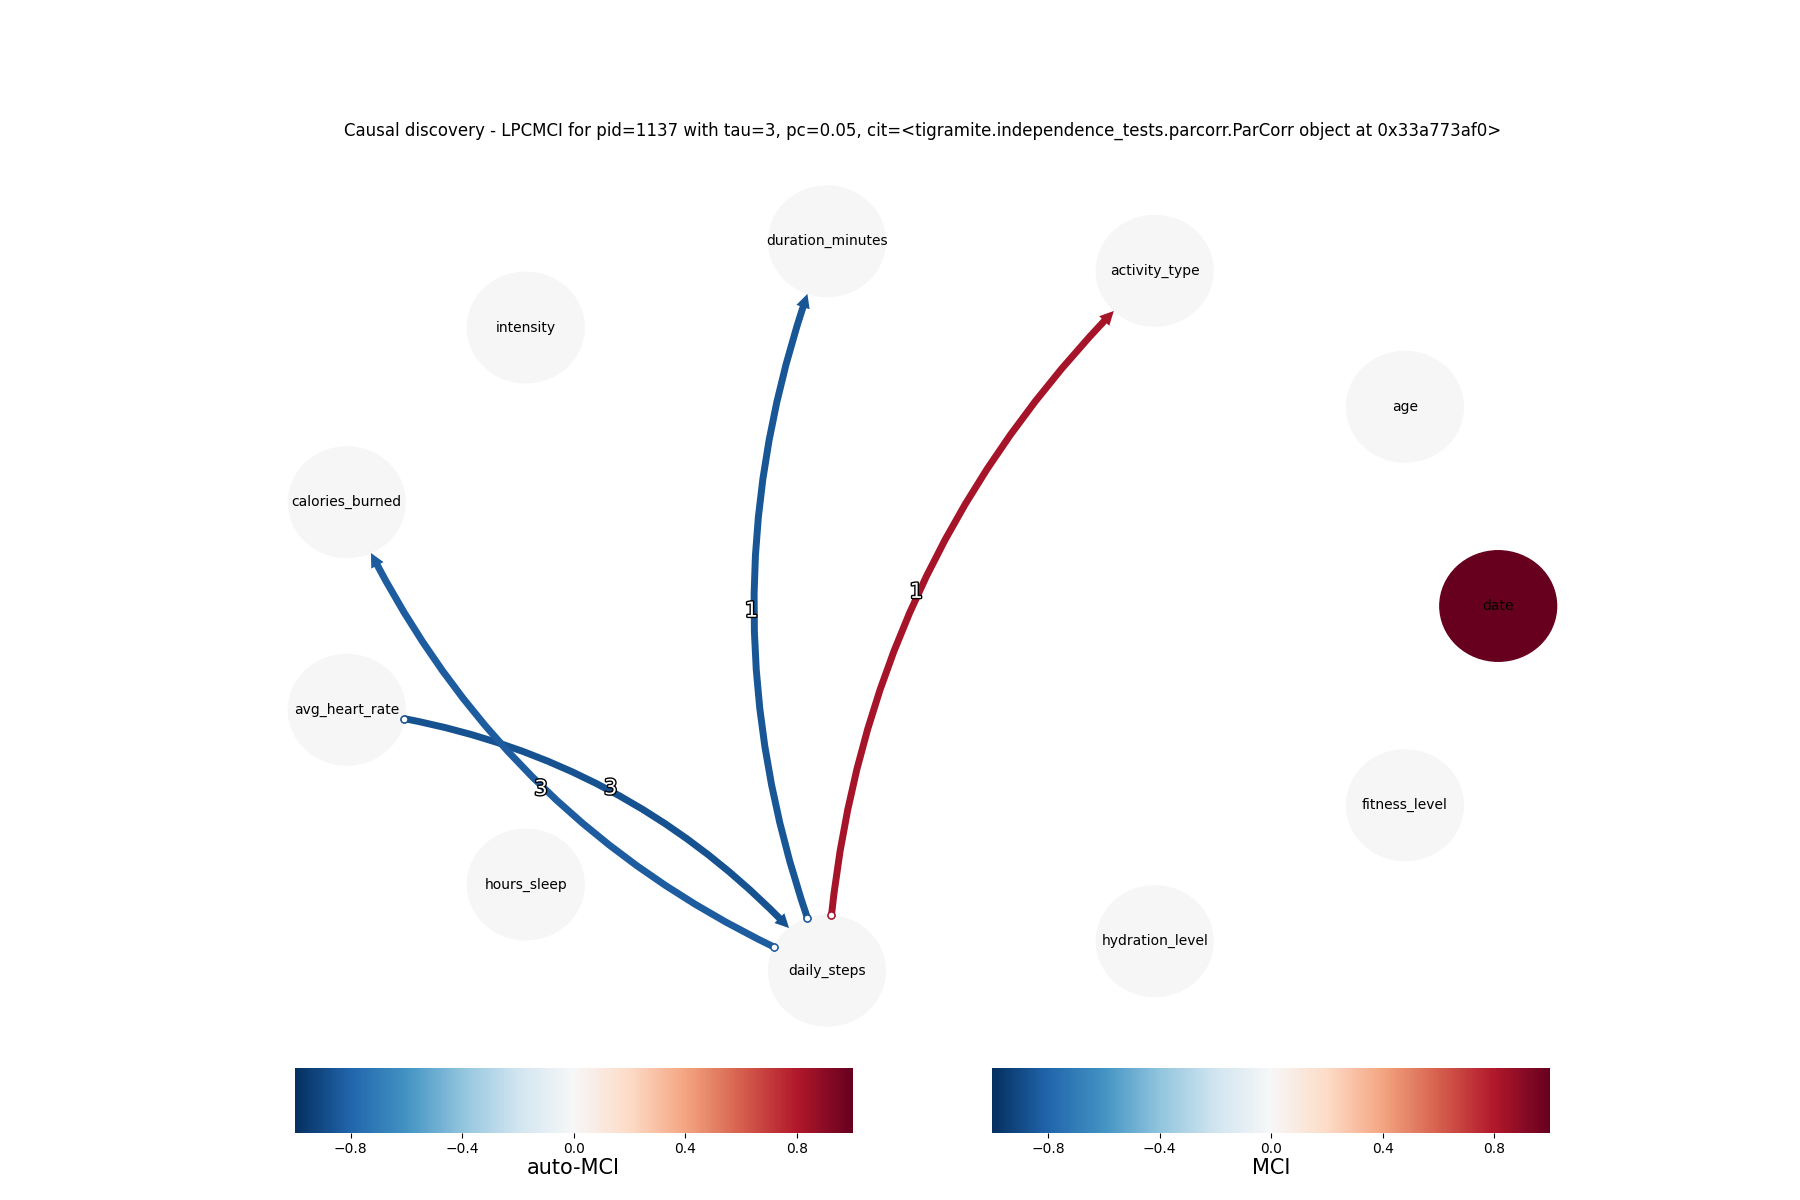 Causal discovery - LPCMCI for pid=1137 with tau=3, pc=0.05, cit=<tigramite.independence_tests.parcorr.ParCorr object at 0x33a773af0>
duration_minutes
activity_type
intensity
age
calories_burned
1
1
date
avg_heart_rate
3
3
fitness_level
hours_sleep
hydration_level
daily_steps
−0.8
−0.4
0.0
0.4
0.8
auto-MCI
−0.8
−0.4
0.0
0.4
0.8
MCI